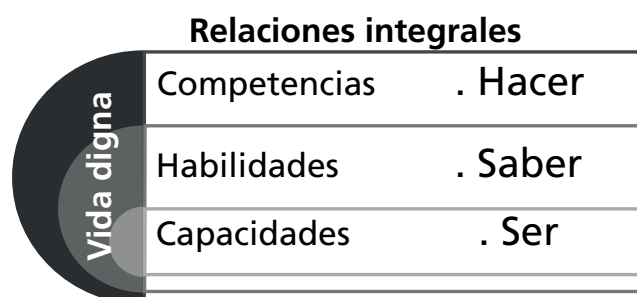 Relaciones integrales
Vida digna
Competencias . Hacer
Habilidades . Saber
Capacidades . Ser